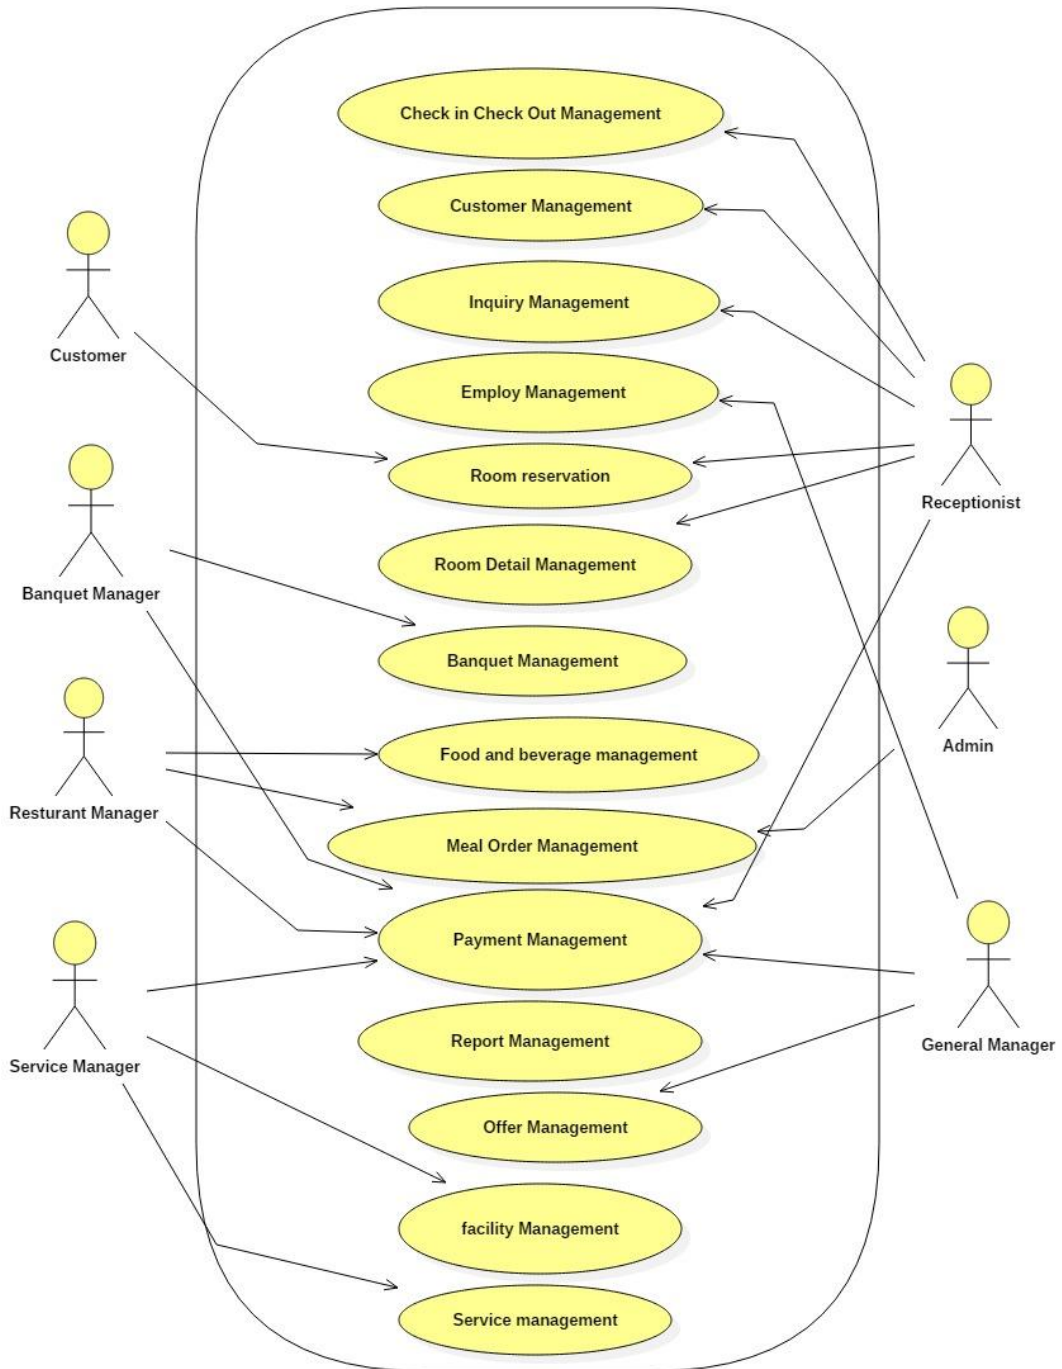 Check in Check Out Management
Customer Management
Inquiry Management
Customer
Employ Management
Room reservation
Receptionist
Room Detail Management
Banquet Manager
Banquet Management
Admin
Food and beverage management
Resturant Manager
Meal Order Management
Payment Management
Report Management
General Manager
Service Manager
Offer Management
facility Management
Service management